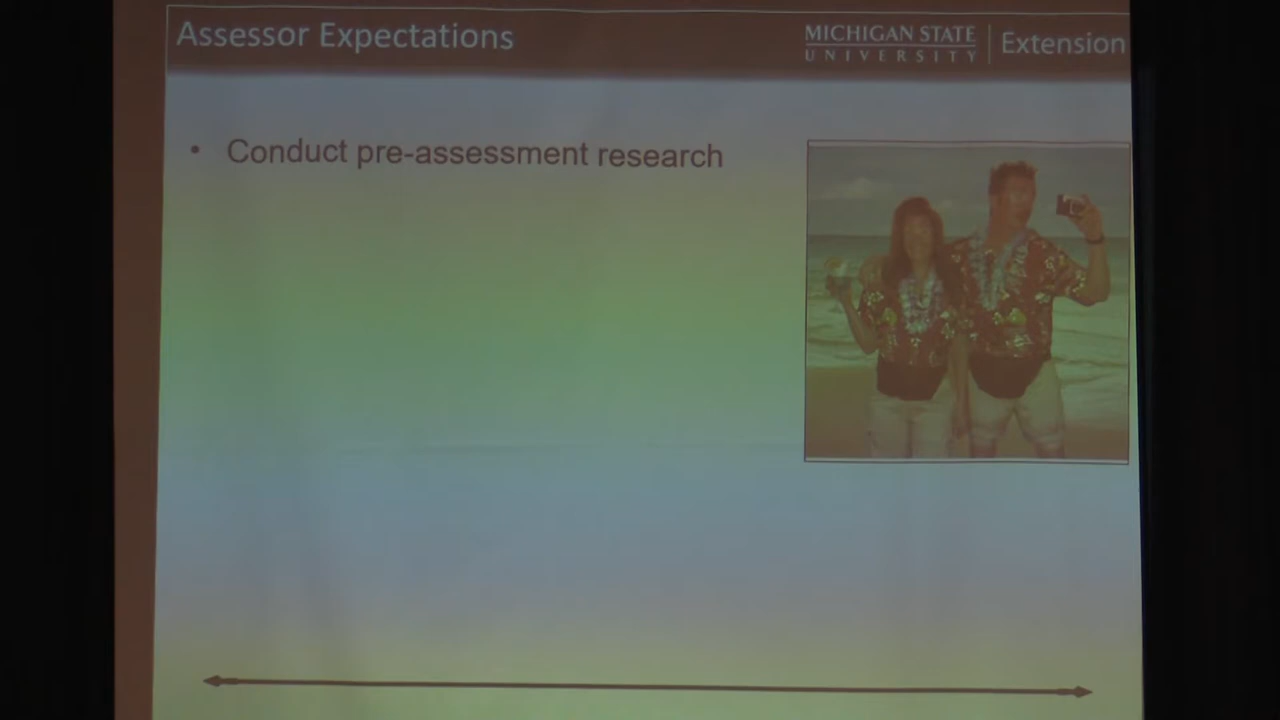 Assessor Expectations
MICHIGAN STATE
UNIVERSITY
Extension
• Conduct pre-assessment research